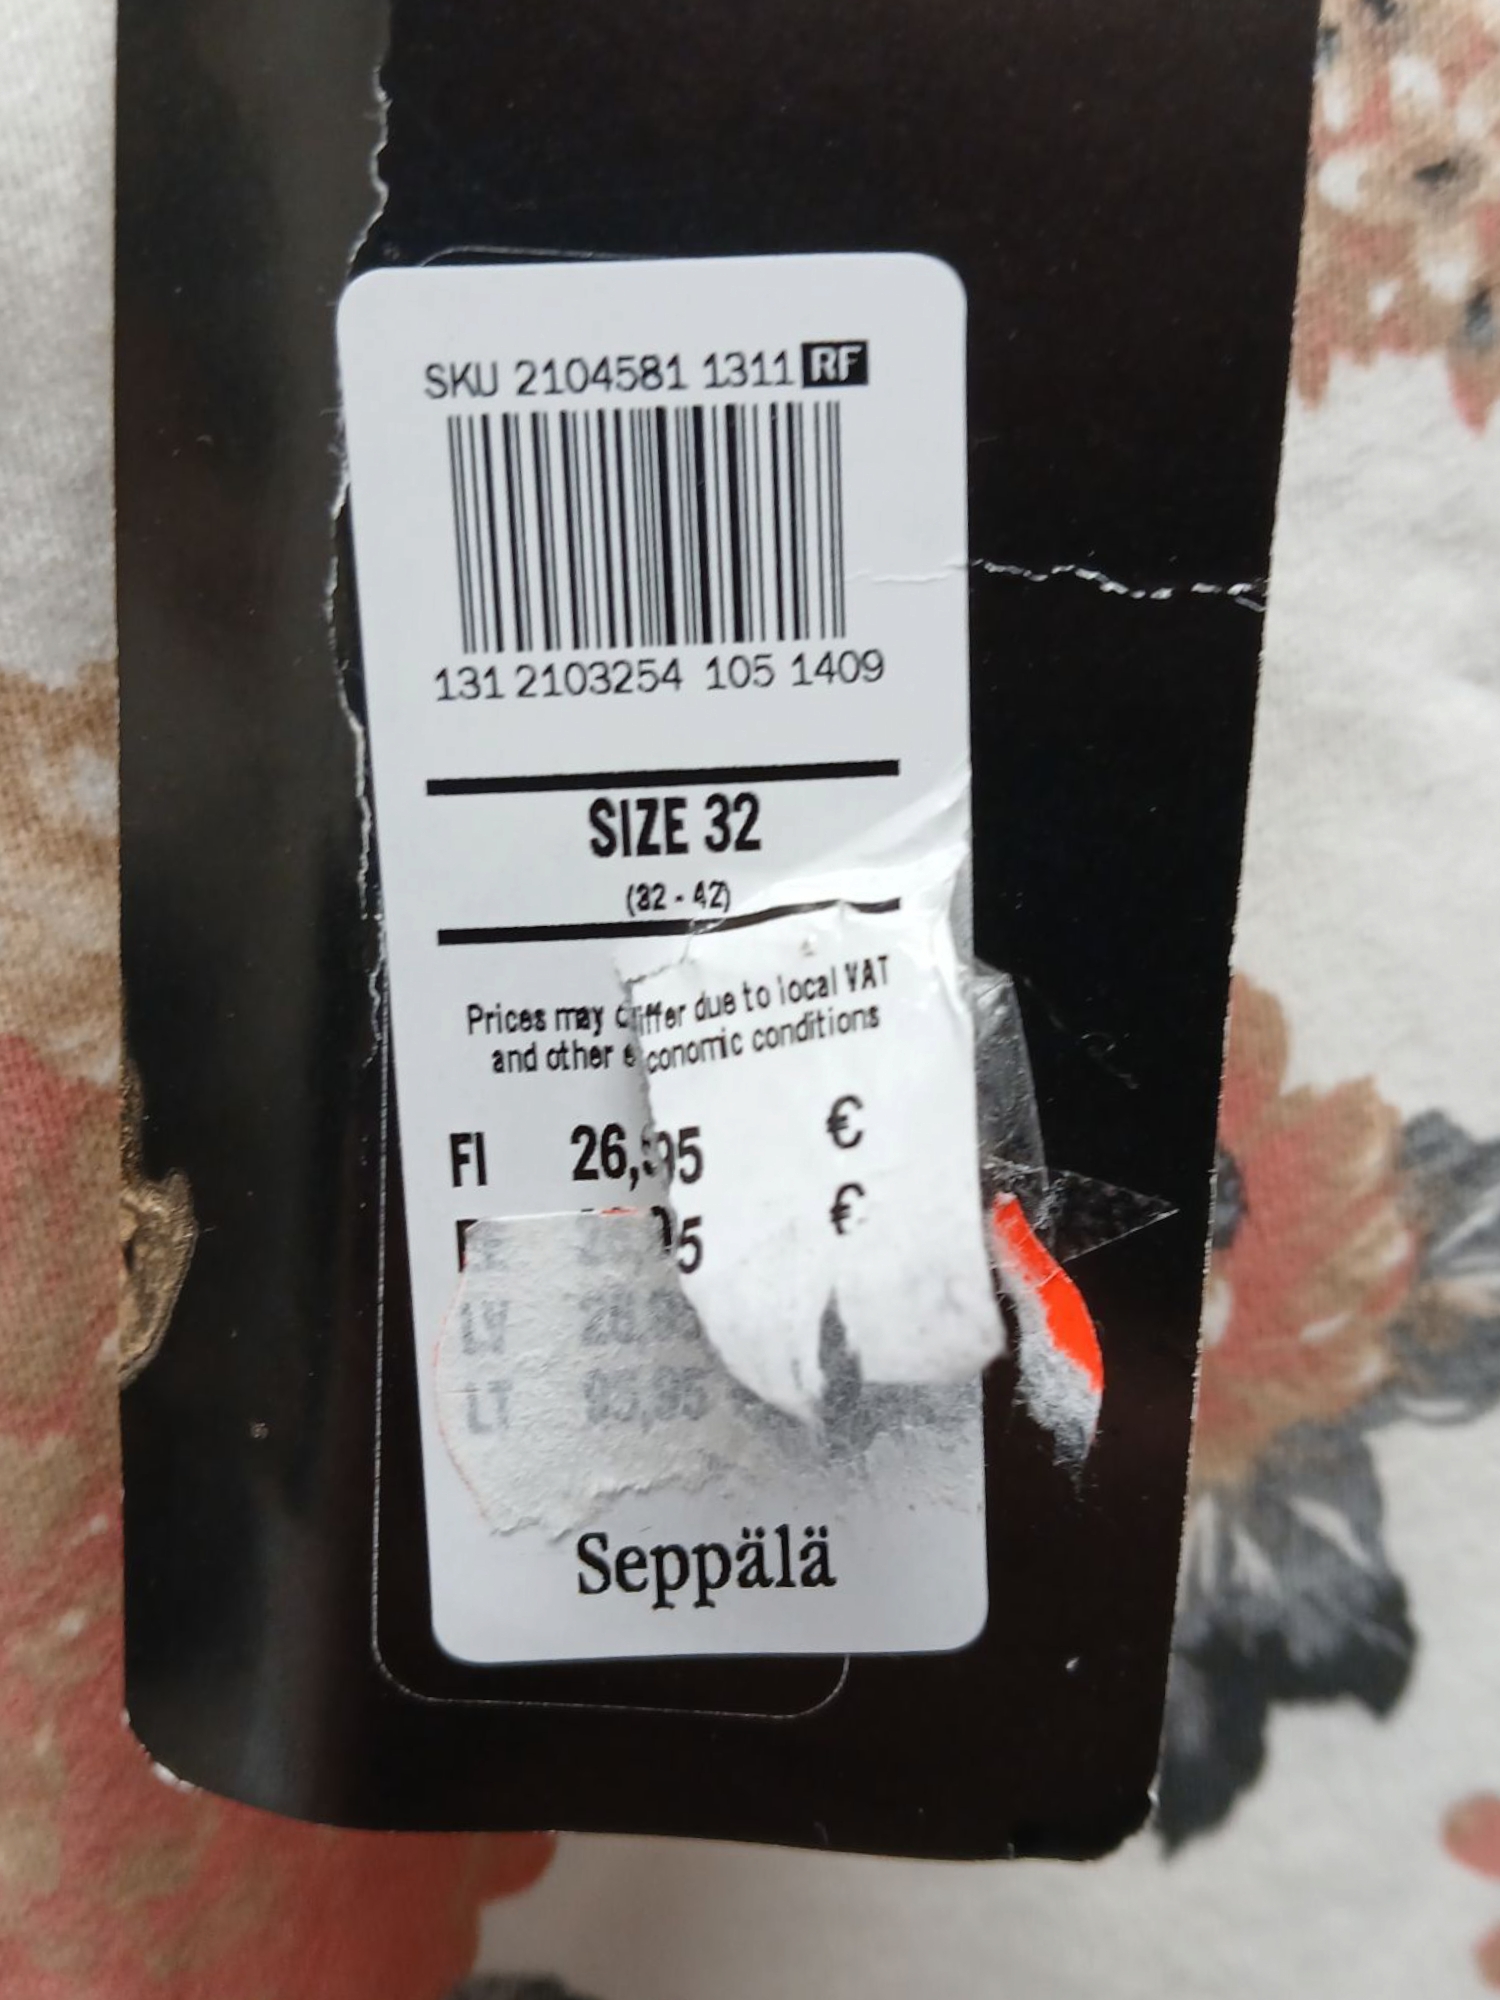 SKU 2104581 1311 RF
131 2103254 105 1409
SIZE 32
(32 - 42)
Prices may differ due to local VAT
and other economic conditions
FI 26,95 €
€
LT
Seppälä